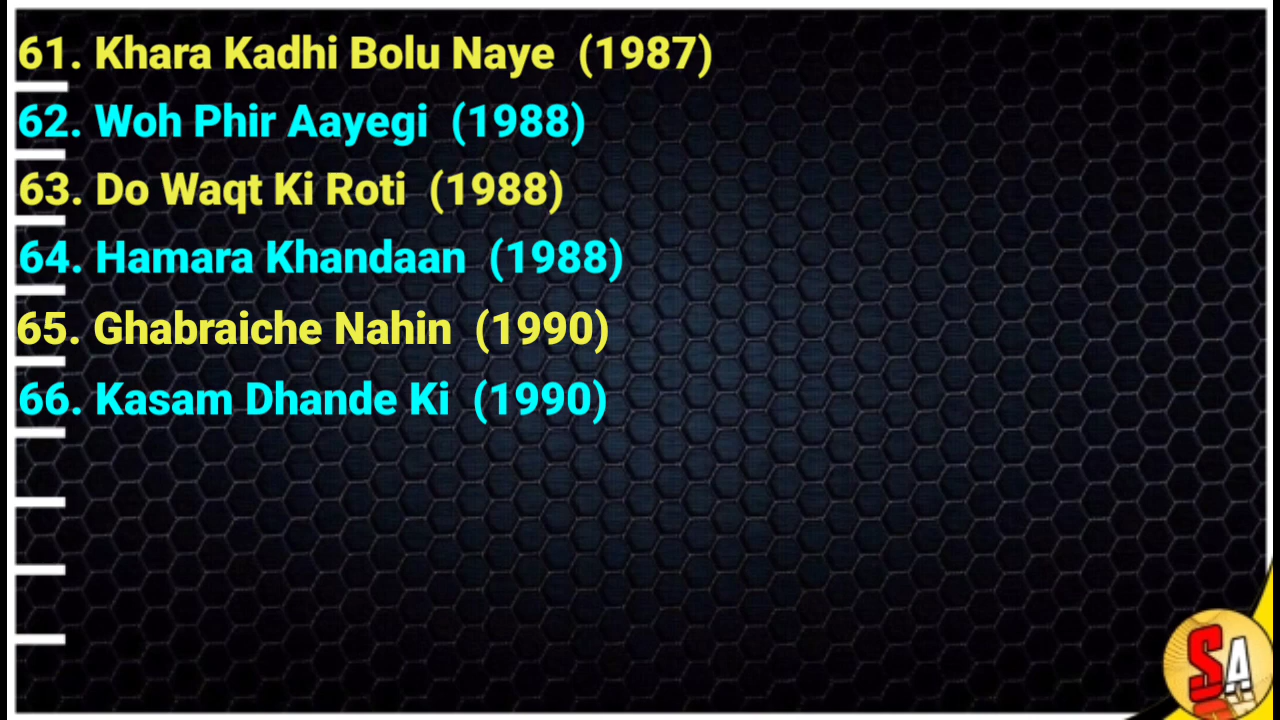 61. Khara Kadhi Bolu Naye (1987)
62. Woh Phir Aayegi (1988)
63. Do Waqt Ki Roti (1988)
64. Hamara Khandaan (1988)
65. Ghabraiche Nahin (1990)
66. Kasam Dhande Ki (1990)
SA